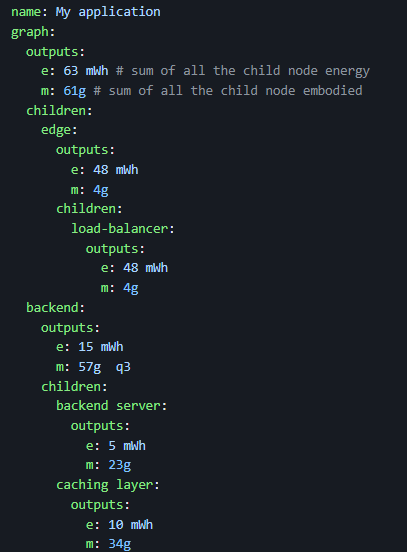 name: My application
graph:
  outputs:
    e: 63 mWh # sum of all the child node energy
    m: 61g # sum of all the child node embodied
  children:
    edge:
      outputs:
        e: 48 mWh
        m: 4g
      children:
        load-balancer:
          outputs:
            e: 48 mWh
            m: 4g
  backend:
    outputs:
      e: 15 mWh
      m: 57g  q3
    children:
      backend server:
        outputs:
          e: 5 mWh
          m: 23g
      caching layer:
        outputs:
          e: 10 mWh
          m: 34g